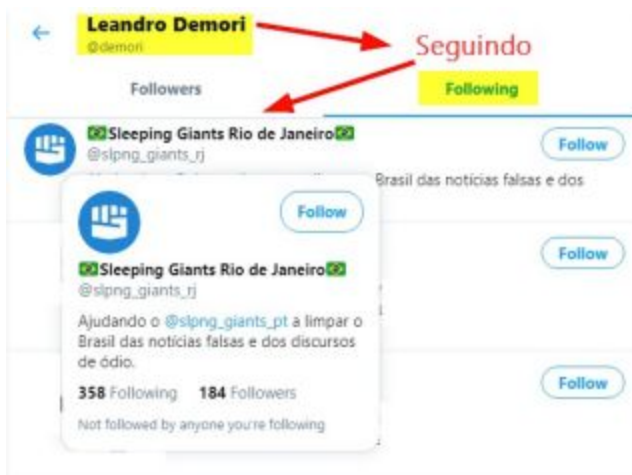 Leandro Demori
@demori
Seguindo
Followers
Following
Sleeping Giants Rio de Janeiro
@slpng_giants_rj
Follow
Brasil das notícias falsas e dos
Follow
Sleeping Giants Rio de Janeiro
@slpng_giants_rj
Ajudando o @slpng_giants_pt a limpar o
Brasil das notícias falsas e dos discursos
de ódio.
358 Following 184 Followers
Not followed by anyone you're following
Follow
Follow